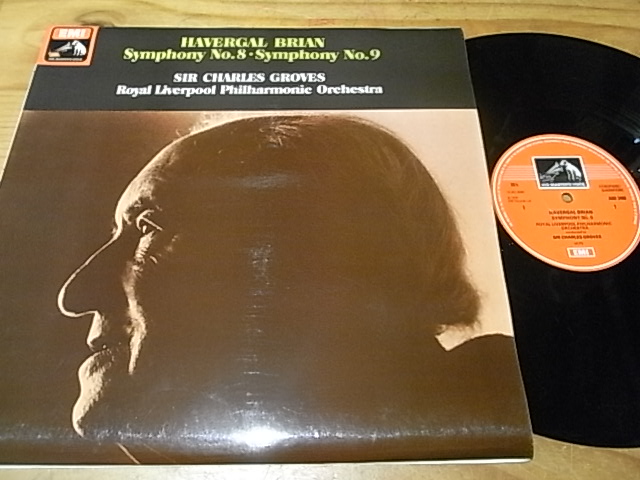 EMI
HAVERGAL BRIAN
Symphony No.8 · Symphony No.9
SIR CHARLES GROVES
Royal Liverpool Philharmonic Orchestra
HIS MASTER'S VOICE
HAVERGAL BRIAN
SYMPHONY No. 8
ROYAL LIVERPOOL PHILHARMONIC
ORCHESTRA
SIR CHARLES GROVES
EMI